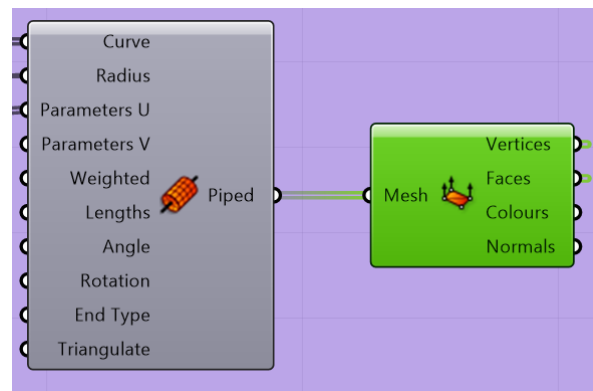 Curve
Radius
Parameters U
Parameters V
Weighted
Lengths
Angle
Rotation
End Type
Triangulate
Piped
Mesh
Vertices
Faces
Colours
Normals